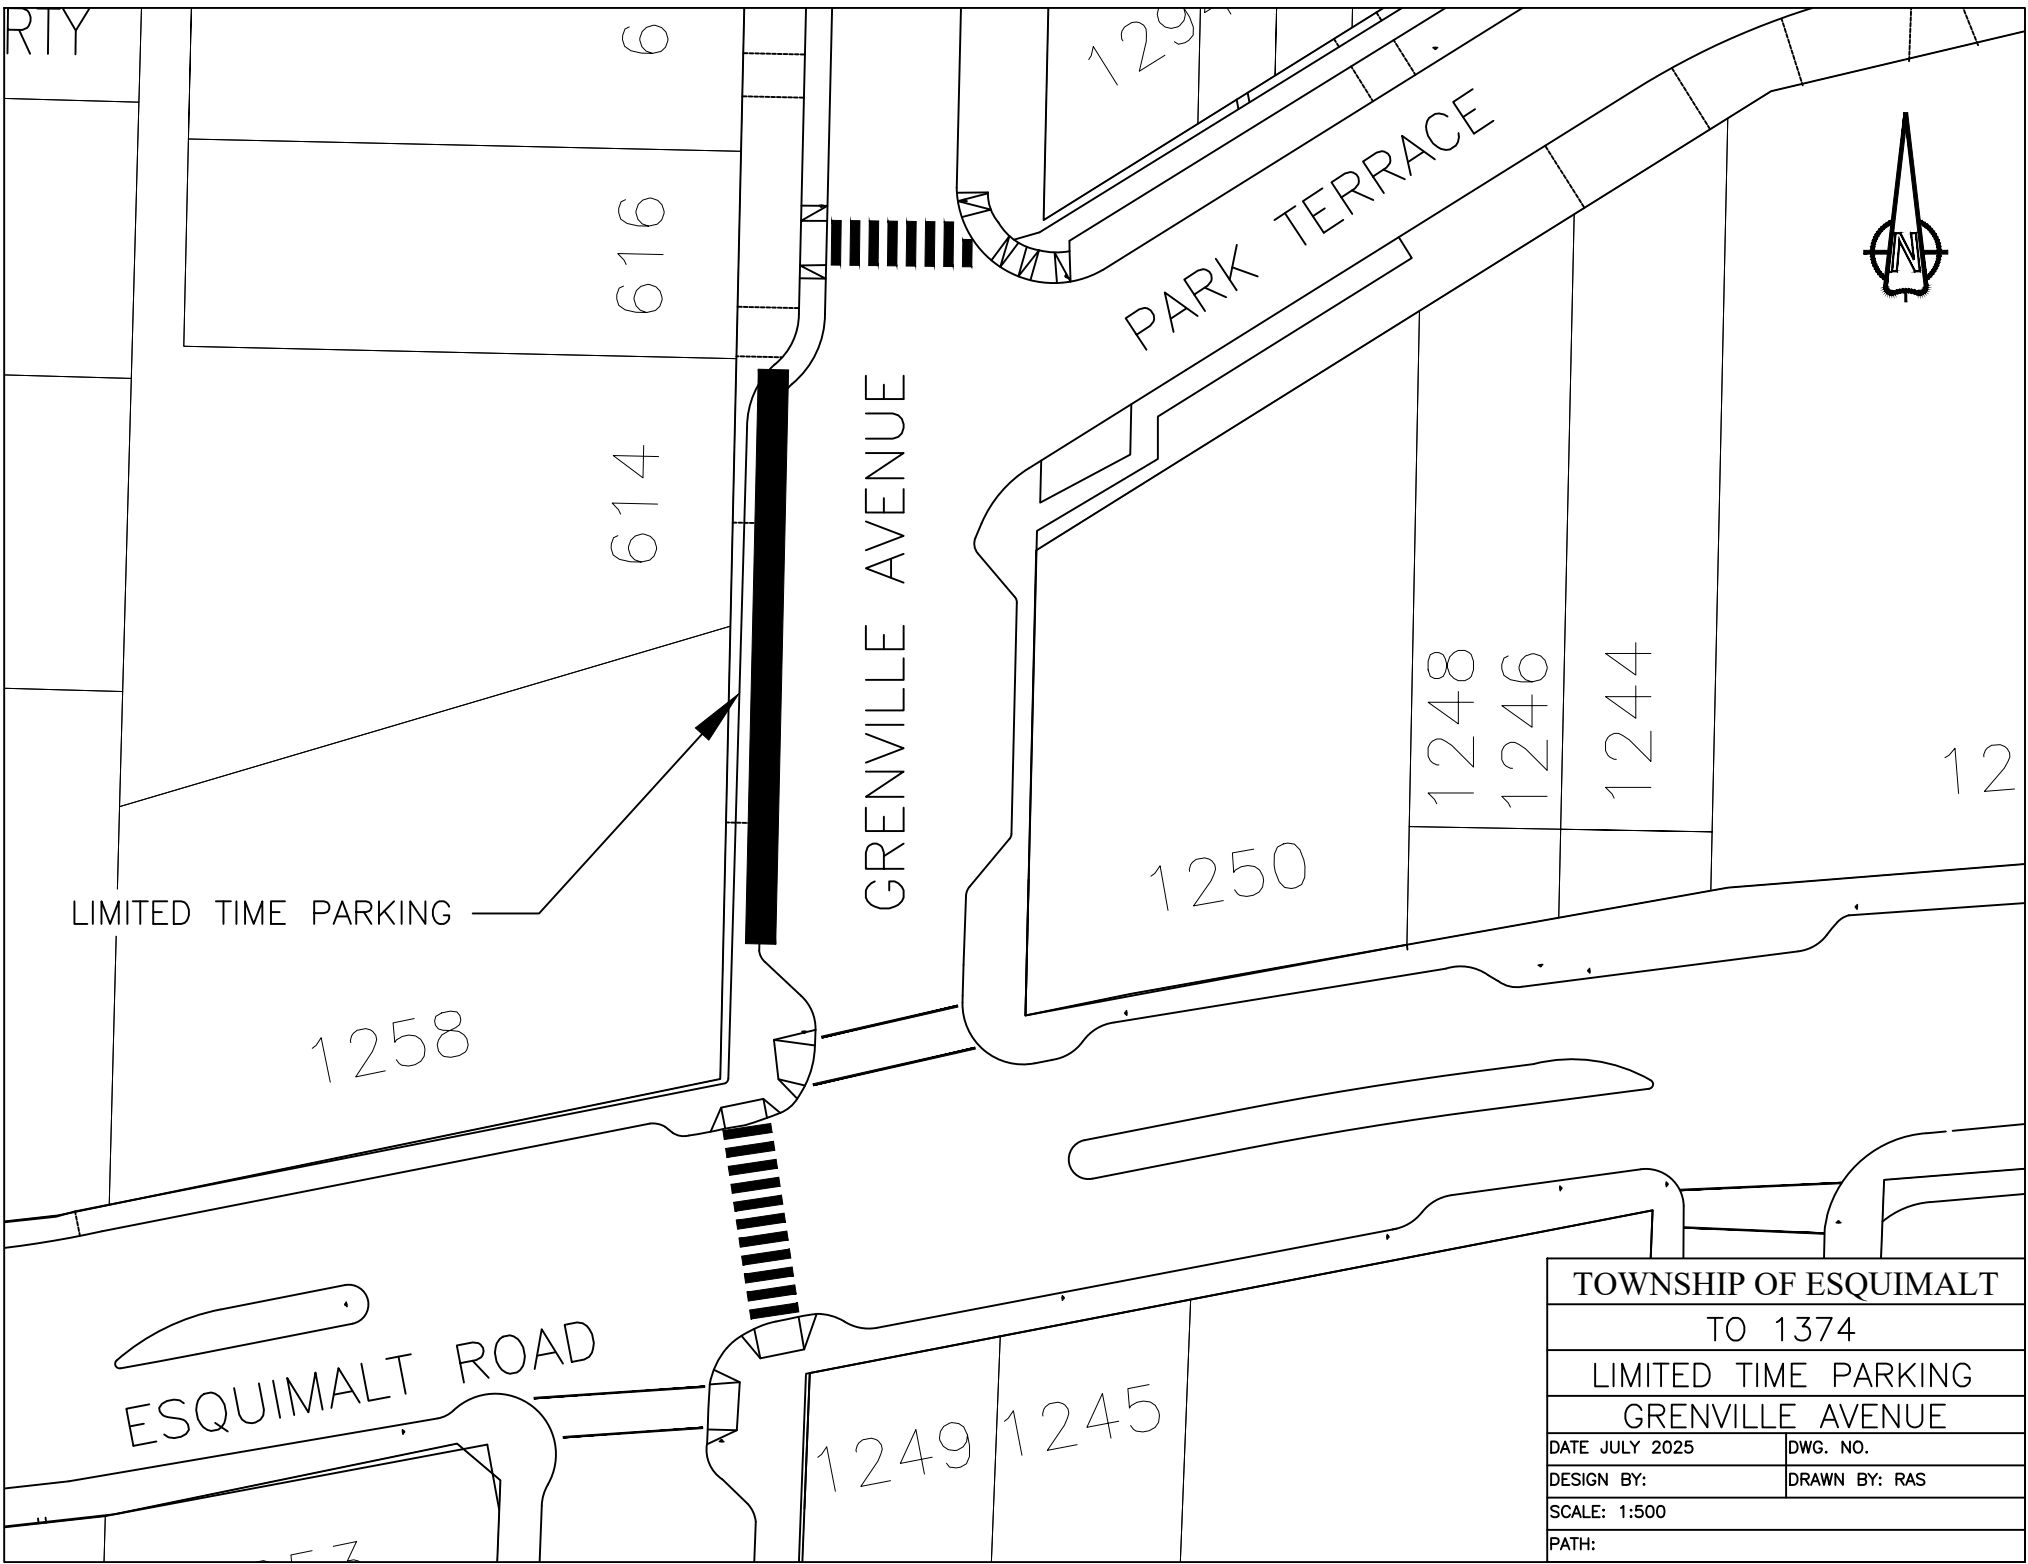 RTY
6
616
614
PARK TERRACE
N
GRENVILLE AVENUE
1248
1246
1244
12
1250
LIMITED TIME PARKING
1258
ESQUIMALT ROAD
1249
1245
TOWNSHIP OF ESQUIMALT
TO 1374
LIMITED TIME PARKING
GRENVILLE AVENUE
DATE JULY 2025
DWG. NO.
DESIGN BY:
DRAWN BY: RAS
SCALE: 1:500
PATH: